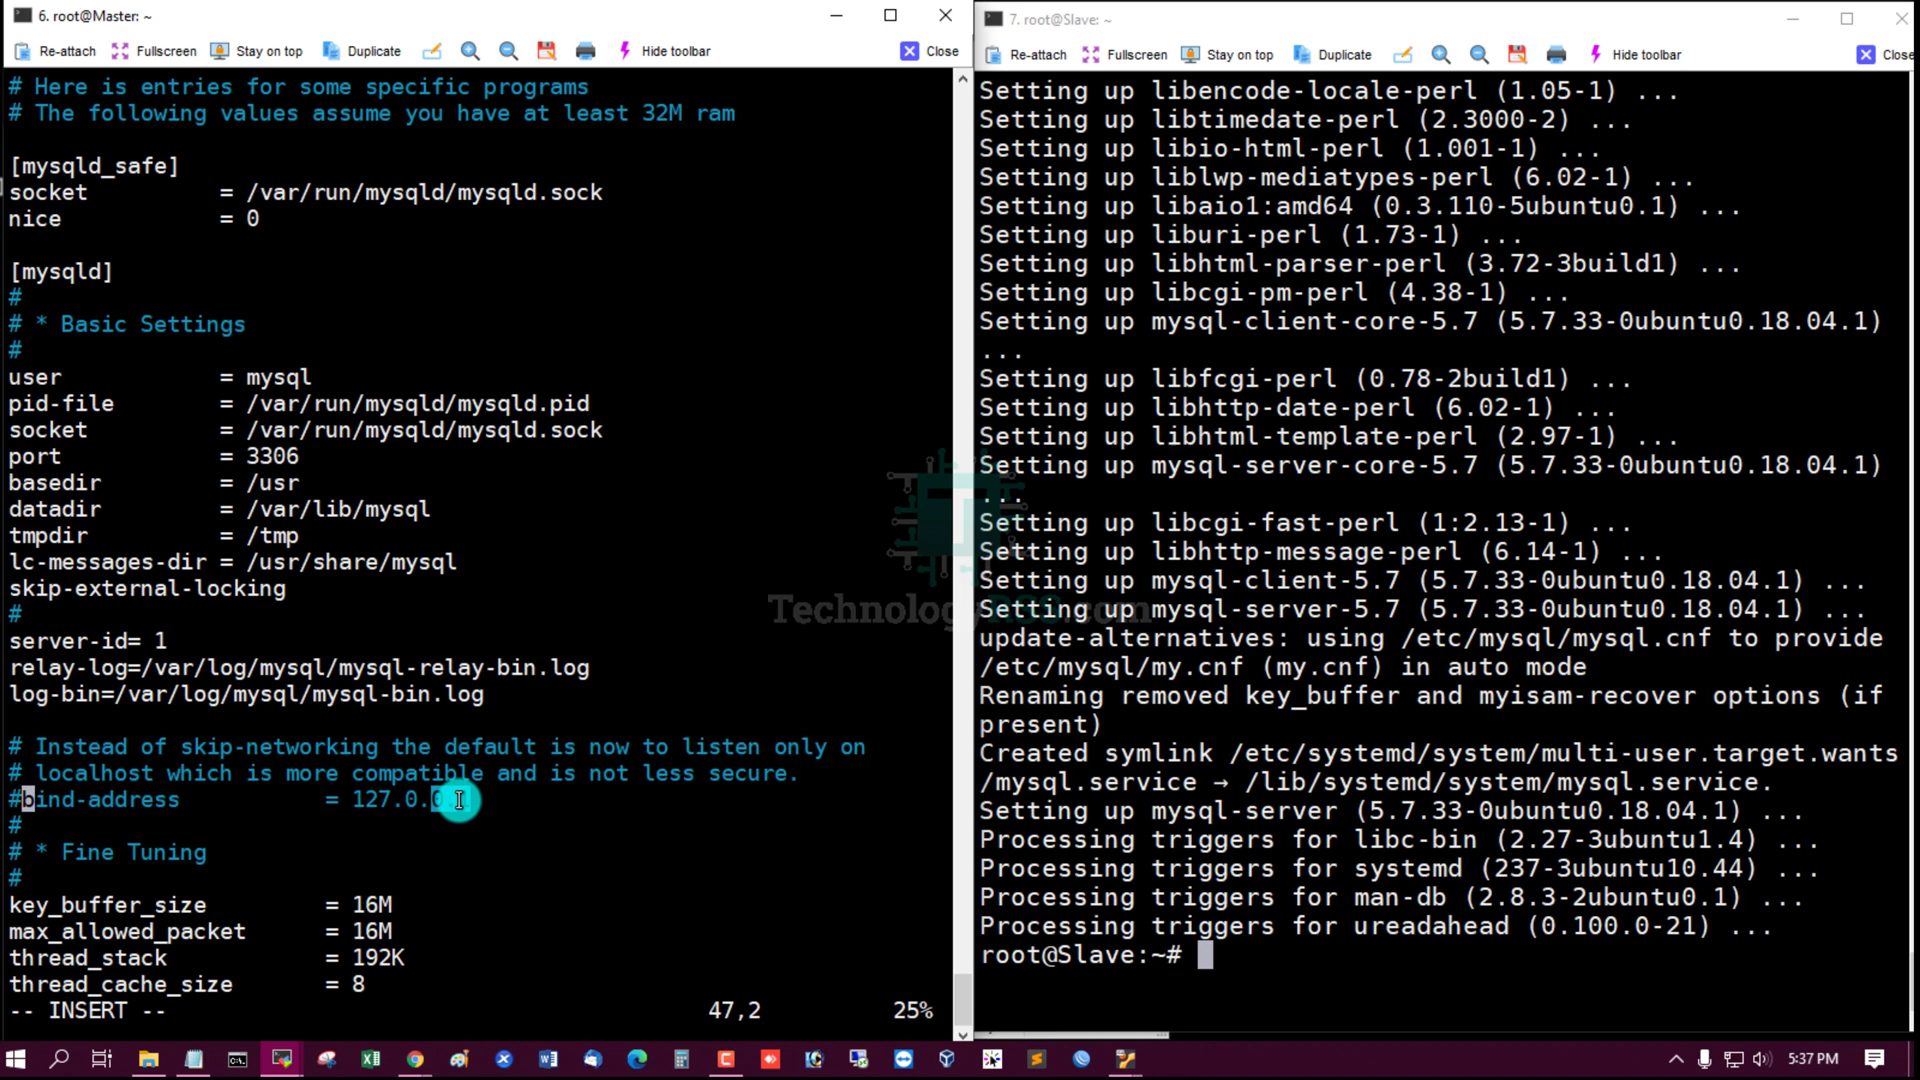 6. root@Master: ~
Re-attach Fullscreen Stay on top Duplicate Hide toolbar Close
# Here is entries for some specific programs
# The following values assume you have at least 32M ram
[mysqld_safe]
socket = /var/run/mysqld/mysqld.sock
nice = 0
[mysqld]
#
# * Basic Settings
#
user = mysql
pid-file = /var/run/mysqld/mysqld.pid
socket = /var/run/mysqld/mysqld.sock
port = 3306
basedir = /usr
datadir = /var/lib/mysql
tmpdir = /tmp
lc-messages-dir = /usr/share/mysql
skip-external-locking
#
server-id= 1
relay-log=/var/log/mysql/mysql-relay-bin.log
log-bin=/var/log/mysql/mysql-bin.log
# Instead of skip-networking the default is now to listen only on
# localhost which is more compatible and is not less secure.
#bind-address = 127.0.0
#
# * Fine Tuning
#
key_buffer_size = 16M
max_allowed_packet = 16M
thread_stack = 192K
thread_cache_size = 8
-- INSERT -- 47,2 25%
7. root@Slave: ~
Re-attach Fullscreen Stay on top Duplicate Hide toolbar Close
Setting up libencode-locale-perl (1.05-1) ...
Setting up libtimedate-perl (2.3000-2) ...
Setting up libio-html-perl (1.001-1) ...
Setting up liblwp-mediatypes-perl (6.02-1) ...
Setting up libaio1:amd64 (0.3.110-5ubuntu0.1) ...
Setting up liburi-perl (1.73-1) ...
Setting up libhtml-parser-perl (3.72-3build1) ...
Setting up libcgi-pm-perl (4.38-1) ...
Setting up mysql-client-core-5.7 (5.7.33-0ubuntu0.18.04.1)
...
Setting up libfcgi-perl (0.78-2build1) ...
Setting up libhttp-date-perl (6.02-1) ...
Setting up libhtml-template-perl (2.97-1) ...
Setting up mysql-server-core-5.7 (5.7.33-0ubuntu0.18.04.1)
...
Setting up libcgi-fast-perl (1:2.13-1) ...
Setting up libhttp-message-perl (6.14-1) ...
Setting up mysql-client-5.7 (5.7.33-0ubuntu0.18.04.1) ...
Setting up mysql-server-5.7 (5.7.33-0ubuntu0.18.04.1) ...
update-alternatives: using /etc/mysql/mysql.cnf to provide
/etc/mysql/my.cnf (my.cnf) in auto mode
Renaming removed key_buffer and myisam-recover options (if
present)
Created symlink /etc/systemd/system/multi-user.target.wants
/mysql.service → /lib/systemd/system/mysql.service.
Setting up mysql-server (5.7.33-0ubuntu0.18.04.1) ...
Processing triggers for libc-bin (2.27-3ubuntu1.4) ...
Processing triggers for systemd (237-3ubuntu10.44) ...
Processing triggers for man-db (2.8.3-2ubuntu0.1) ...
Processing triggers for ureadahead (0.100.0-21) ...
root@Slave:~#
TechnologyRSS.com
5:37 PM